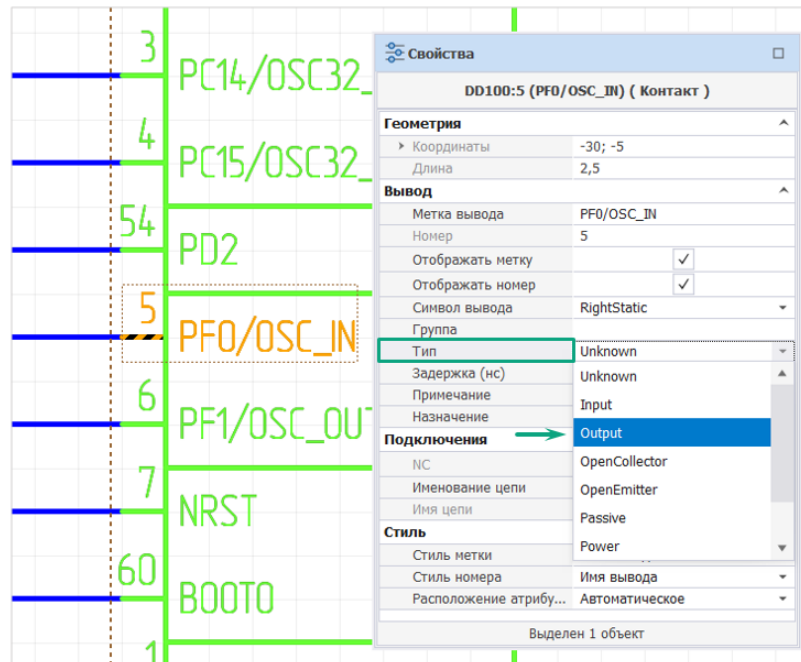 3
PC14/OSC32_
4
PC15/OSC32_
54
PD2
5
PF0/OSC_IN
6
PF1/OSC_OUT
7
NRST
60
BOOT0
1
Свойства
DD100:5 (PF0/OSC_IN) ( Контакт )
Геометрия
Координаты -30; -5
Длина 2,5
Вывод
Метка вывода PF0/OSC_IN
Номер 5
Отображать метку
Отображать номер
Символ вывода RightStatic
Группа
Тип Unknown
Задержка (нс) Unknown
Примечание Input
Назначение Output
Подключения OpenCollector
NC OpenEmitter
Именование цепи Passive
Имя цепи
Стиль Power
Стиль метки
Стиль номера Имя вывода
Расположение атрибу... Автоматическое
Выделен 1 объект